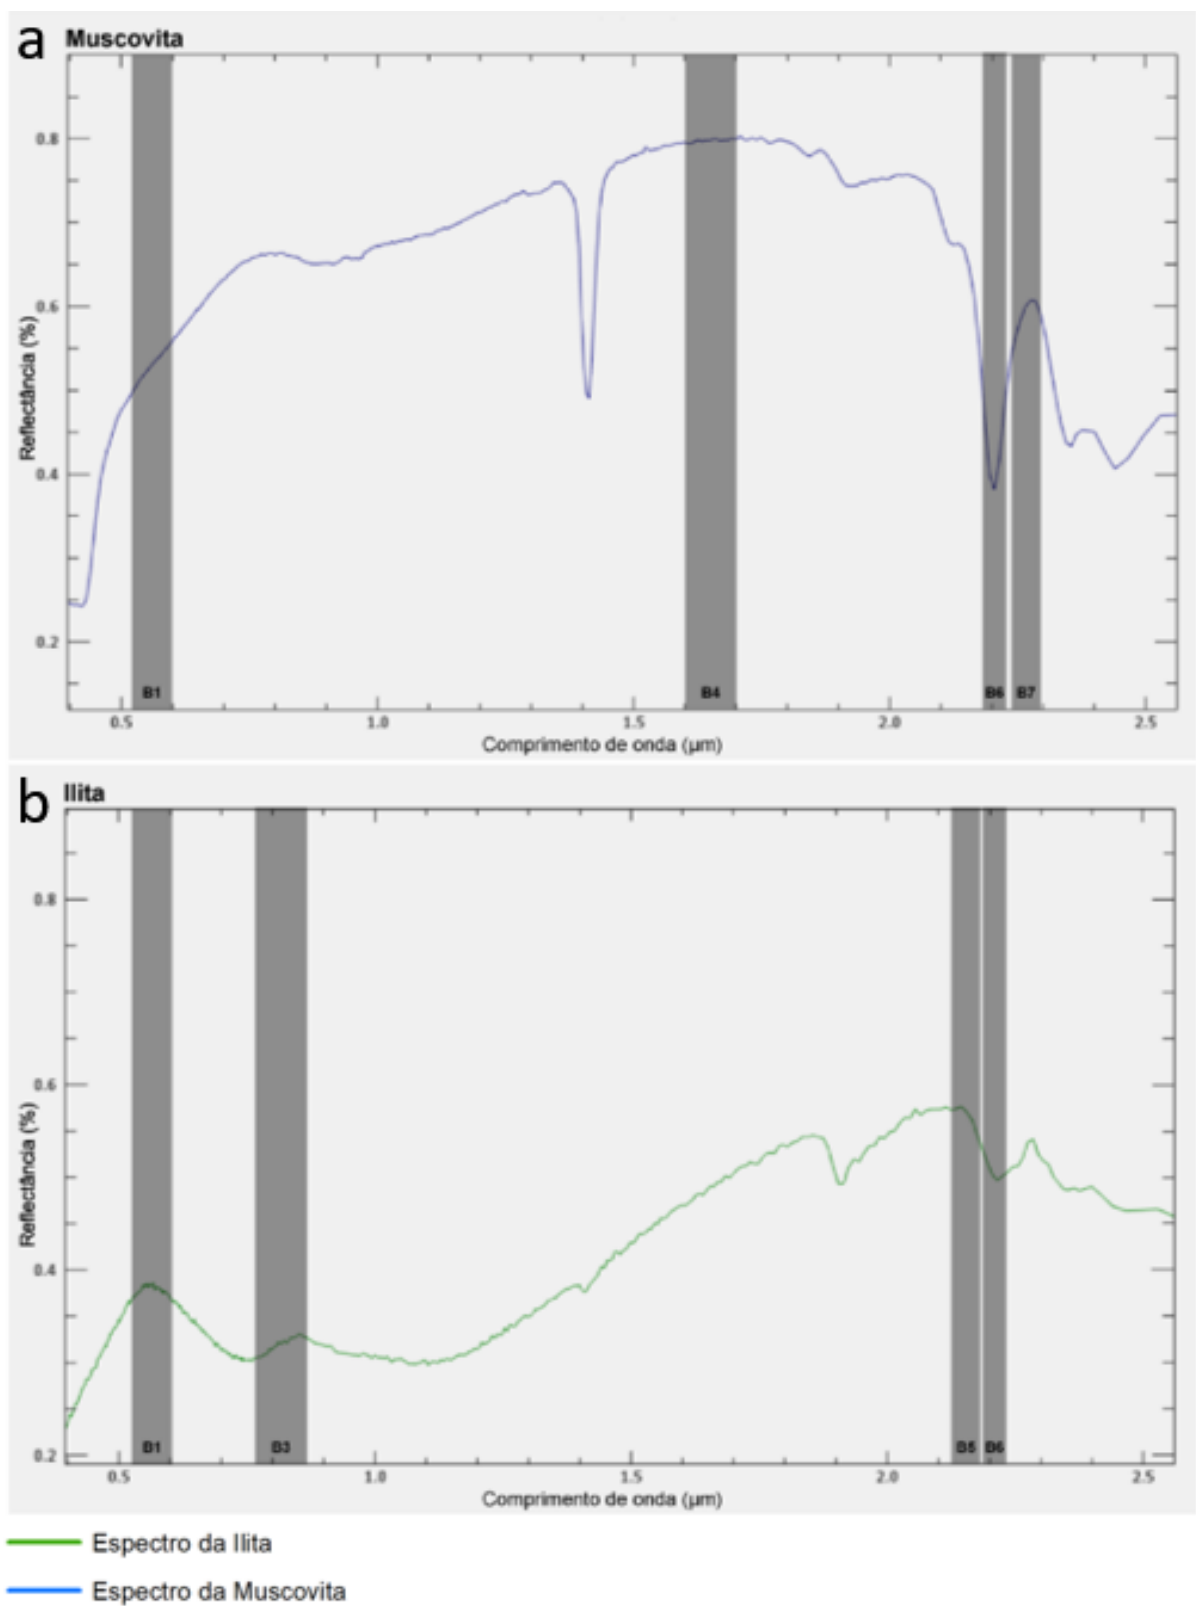 a Muscovita
0.8
0.6
0.4
0.2
Reflectância (%)
B1 B4 B6 B7
0.5 1.0 1.5 2.0 2.5
Comprimento de onda (µm)
b Ilita
0.8
0.6
0.4
0.2
Reflectância (%)
B1 B3 B5 B6
0.5 1.0 1.5 2.0 2.5
Comprimento de onda (µm)
Espectro da Ilita
Espectro da Muscovita